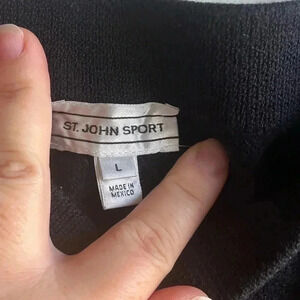 ST. JOHN SPORT
L
MADE IN
MEXICO